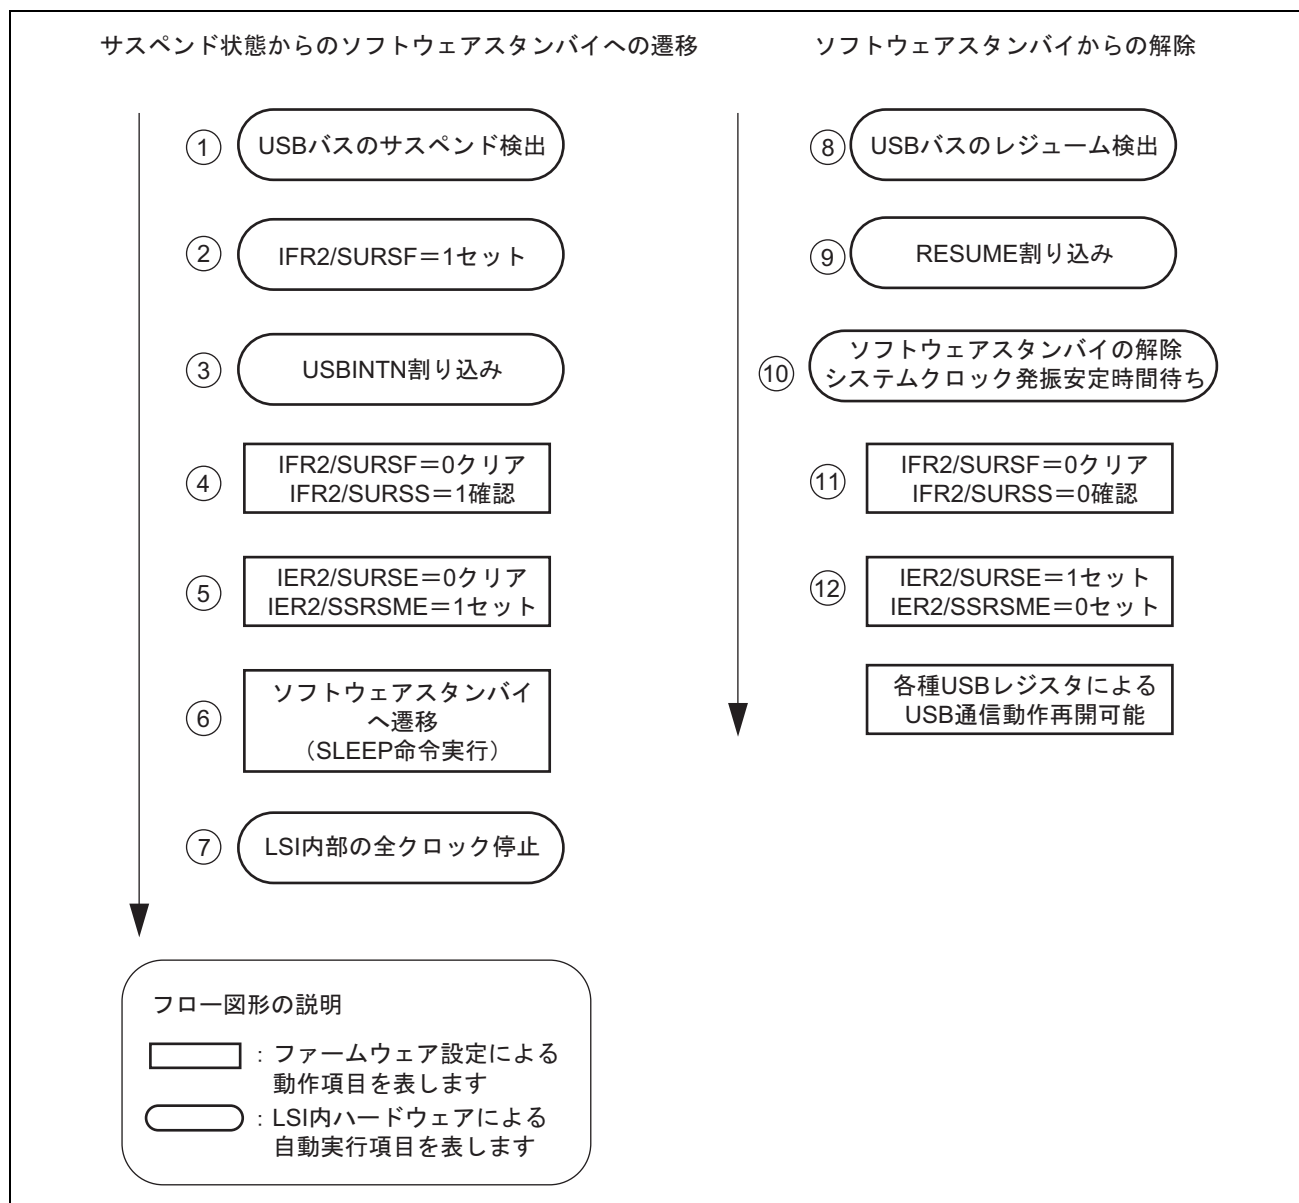 サスペンド状態からのソフトウェアスタンバイへの遷移
① USBバスのサスペンド検出
② IFR2/SURSF＝1セット
③ USBINTN割り込み
④ IFR2/SURSF＝0クリア
IFR2/SURSS＝1確認
⑤ IER2/SURSE＝0クリア
IER2/SSRSME＝1セット
⑥ ソフトウェアスタンバイ
へ遷移
（SLEEP命令実行）
⑦ LSI内部の全クロック停止
ソフトウェアスタンバイからの解除
⑧ USBバスのレジューム検出
⑨ RESUME割り込み
⑩ ソフトウェアスタンバイの解除
システムクロック発振安定時間待ち
⑪ IFR2/SURSF＝0クリア
IFR2/SURSS＝0確認
⑫ IER2/SURSE＝1セット
IER2/SSRSME＝0セット
各種USBレジスタによる
USB通信動作再開可能
フロー図形の説明
：ファームウェア設定による
動作項目を表します
：LSI内ハードウェアによる
自動実行項目を表します